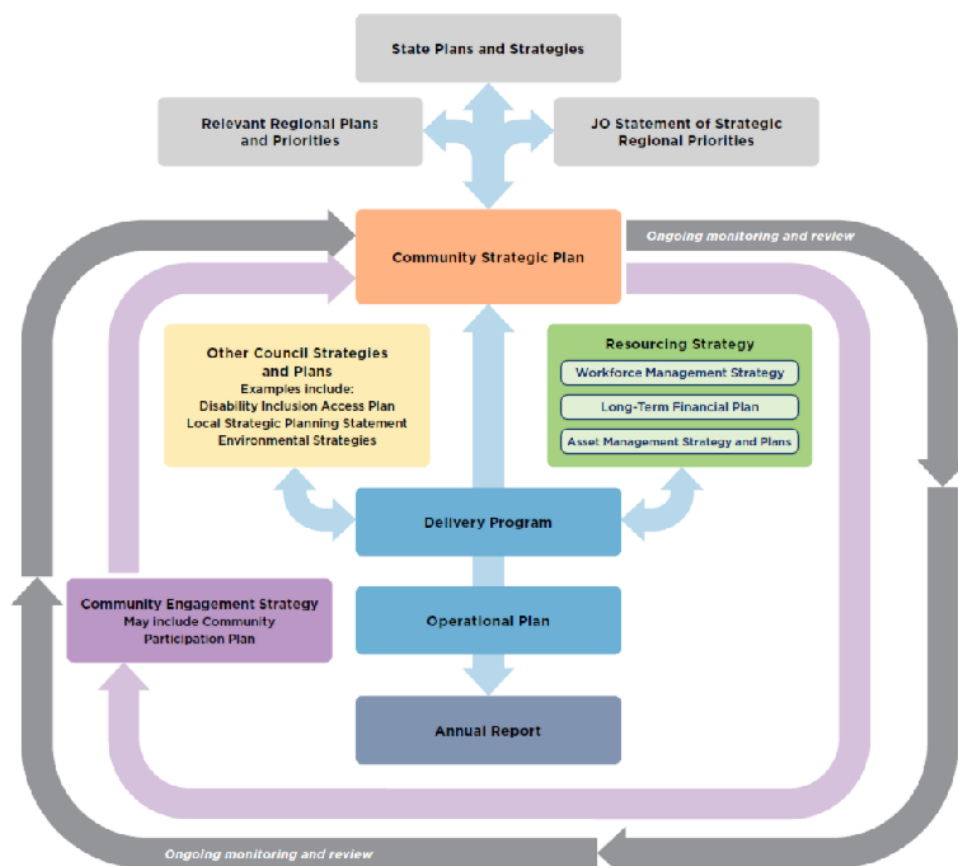 State Plans and Strategies
Relevant Regional Plans
and Priorities
JO Statement of Strategic
Regional Priorities
Community Strategic Plan
Ongoing monitoring and review
Other Council Strategies
and Plans
Examples include:
Disability Inclusion Access Plan
Local Strategic Planning Statement
Environmental Strategies
Resourcing Strategy
Workforce Management Strategy
Long-Term Financial Plan
Asset Management Strategy and Plans
Delivery Program
Community Engagement Strategy
May include Community
Participation Plan
Operational Plan
Annual Report
Ongoing monitoring and review